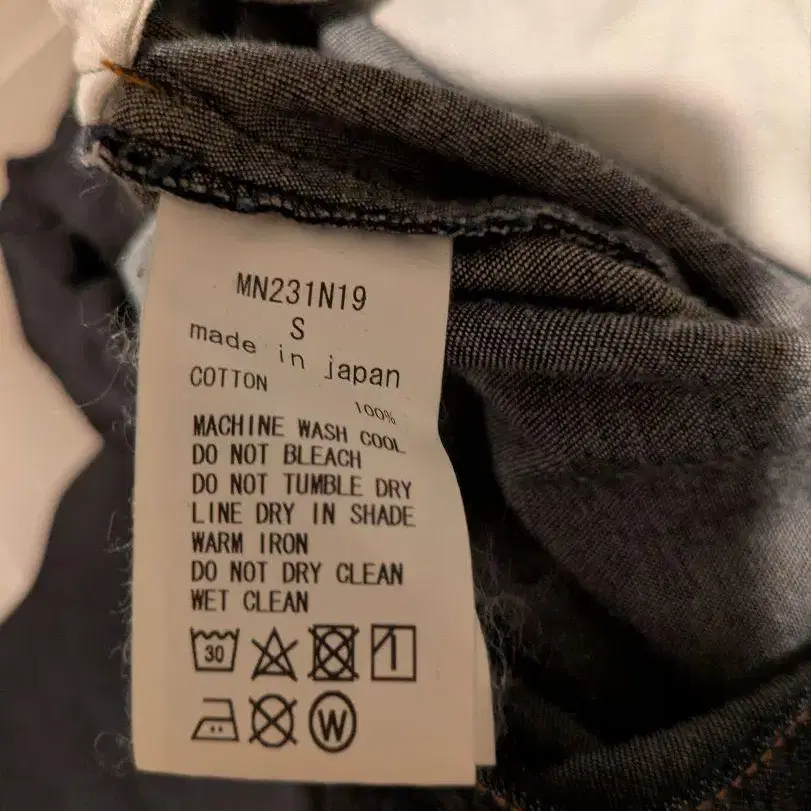 MN231N19
S
made in japan
COTTON 100%
MACHINE WASH COOL
DO NOT BLEACH
DO NOT TUMBLE DRY
LINE DRY IN SHADE
WARM IRON
DO NOT DRY CLEAN
WET CLEAN
30
W